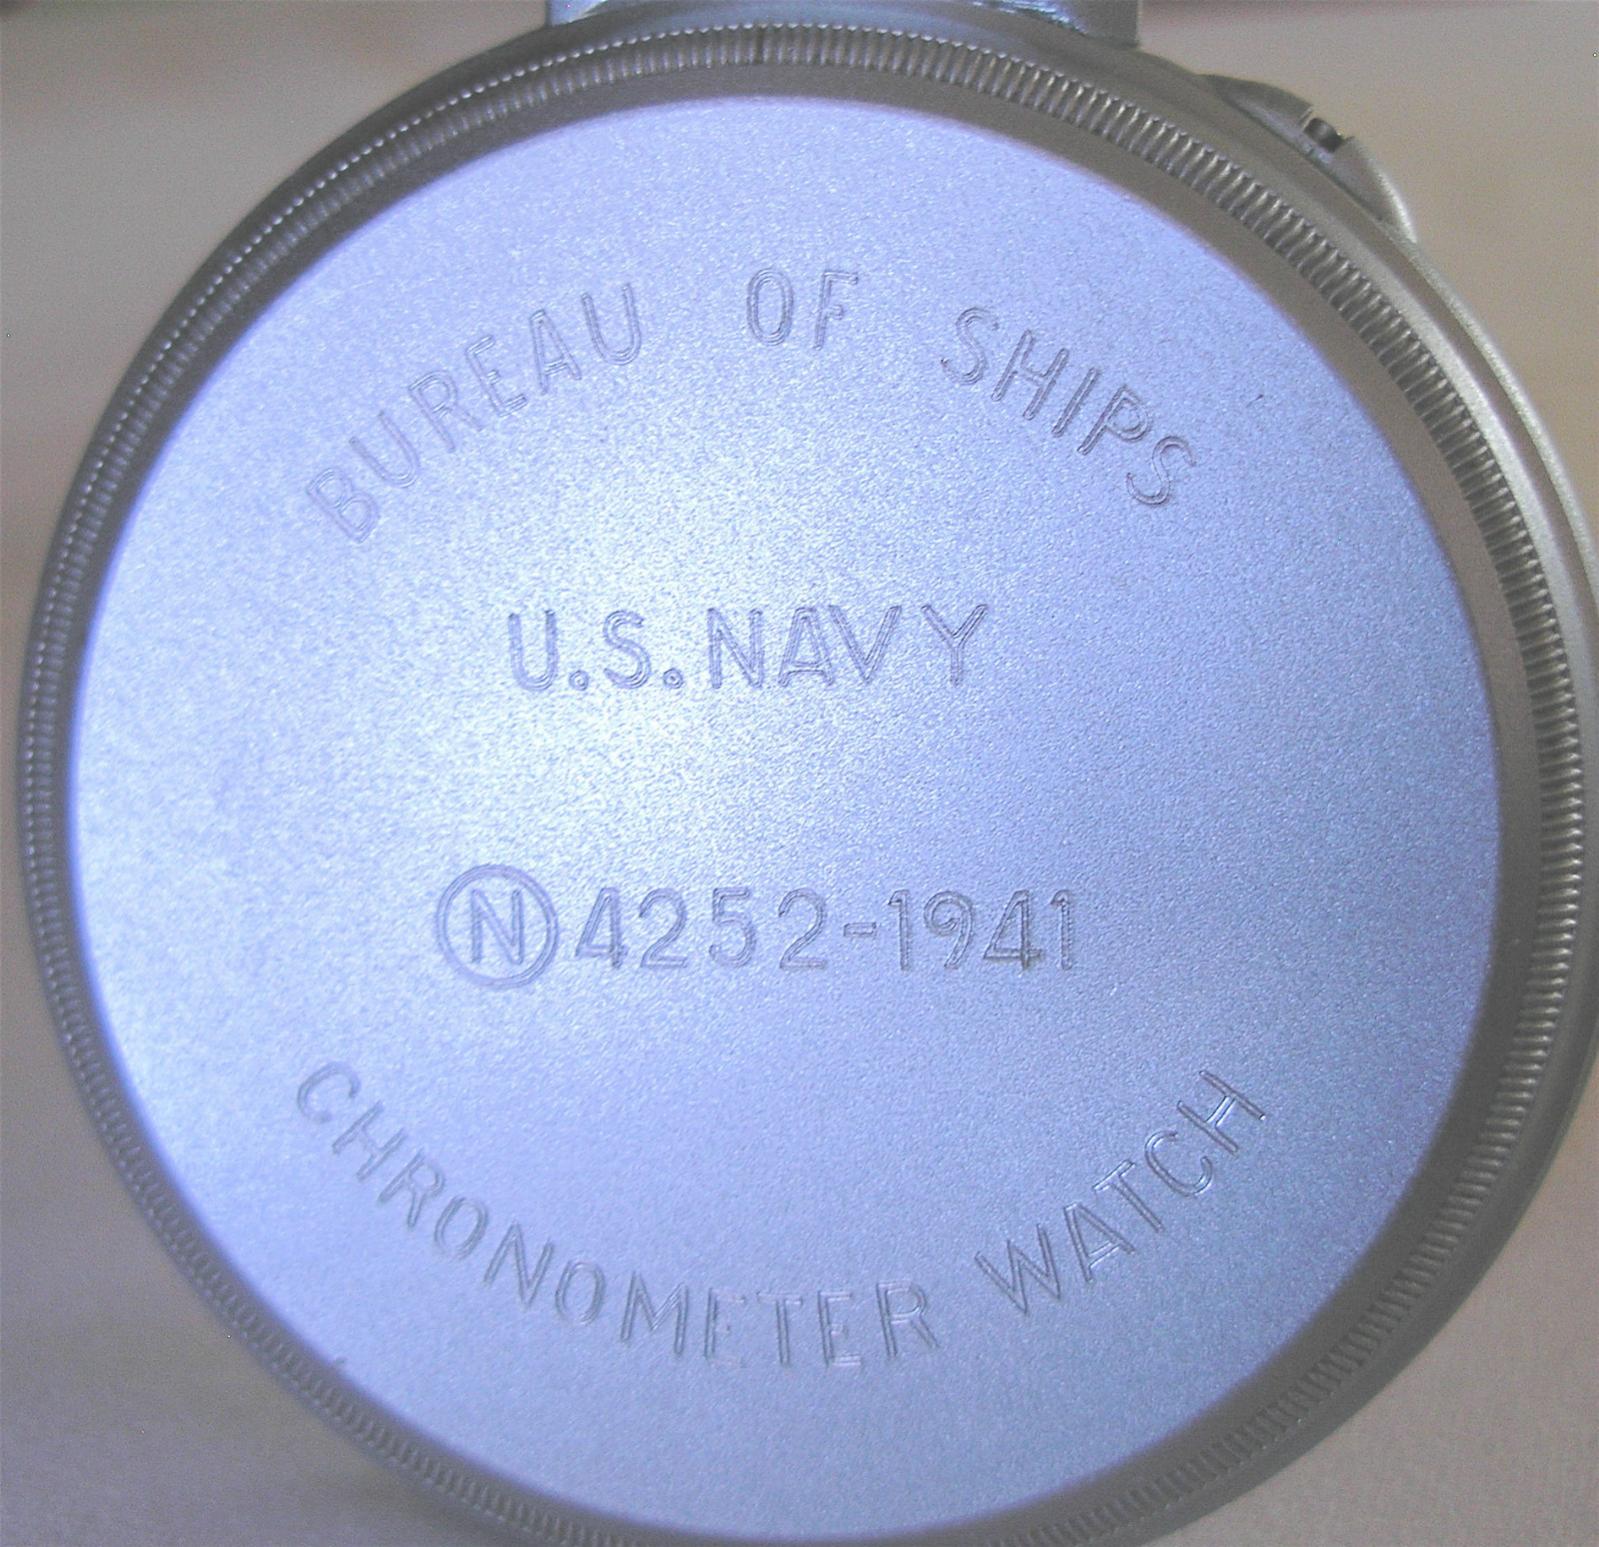 BUREAU OF SHIPS
U.S. NAVY
Ⓝ4252-1941
CHRONOMETER WATCH